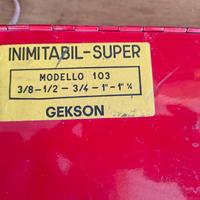 INIMITABIL-SUPER
MODELLO 103
3/8-1/2-3/4-1"-1"¼
GEKSON